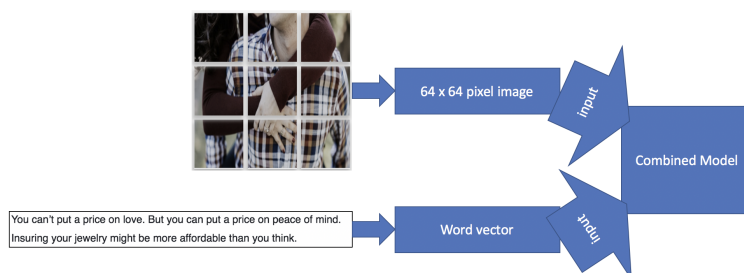 64 x 64 pixel image
input
Combined Model
You can't put a price on love. But you can put a price on peace of mind.
Insuring your jewelry might be more affordable than you think.
Word vector
input